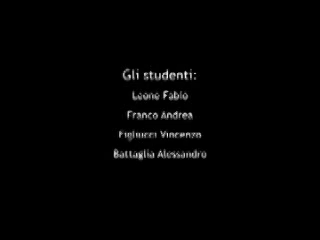 Gli studenti:
Leone Fabio
Franco Andrea
Figliucci Vincenzo
Battaglia Alessandro